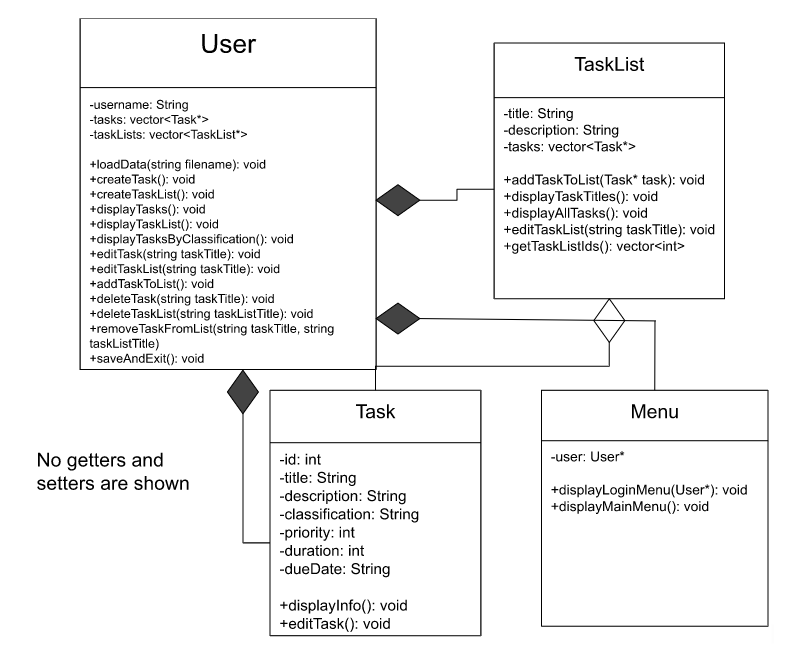 User
-username: String
-tasks: vector<Task*>
-taskLists: vector<TaskList*>
+loadData(string filename): void
+createTask(): void
+createTaskList(): void
+displayTasks(): void
+displayTaskList(): void
+displayTasksByClassification(): void
+editTask(string taskTitle): void
+editTaskList(string taskTitle): void
+addTaskToList(): void
+deleteTask(string taskTitle): void
+deleteTaskList(string taskListTitle): void
+removeTaskFromList(string taskTitle, string
taskListTitle)
+saveAndExit(): void
TaskList
-title: String
-description: String
-tasks: vector<Task*>
+addTaskToList(Task* task): void
+displayTaskTitles(): void
+displayAllTasks(): void
+editTaskList(string taskTitle): void
+getTaskListIds(): vector<int>
No getters and
setters are shown
Task
-id: int
-title: String
-description: String
-classification: String
-priority: int
-duration: int
-dueDate: String
+displayInfo(): void
+editTask(): void
Menu
-user: User*
+displayLoginMenu(User*): void
+displayMainMenu(): void